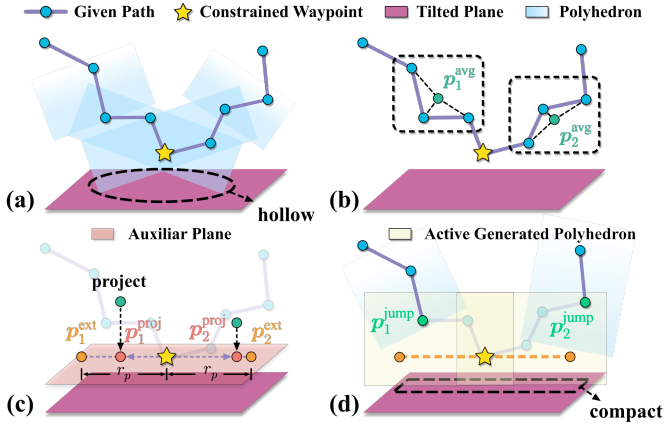 Given Path Constrained Waypoint Tilted Plane Polyhedron
p₁ᵃᵛᵍ
p₂ᵃᵛᵍ
(a) hollow
(b)
Auxiliar Plane Active Generated Polyhedron
project
p₁ᵉˣᵗ p₁ᵖʳᵒʲ p₂ᵖʳᵒʲ p₂ᵉˣᵗ
rₚ rₚ
(c)
p₁ʲᵘᵐᵖ p₂ʲᵘᵐᵖ
(d) compact